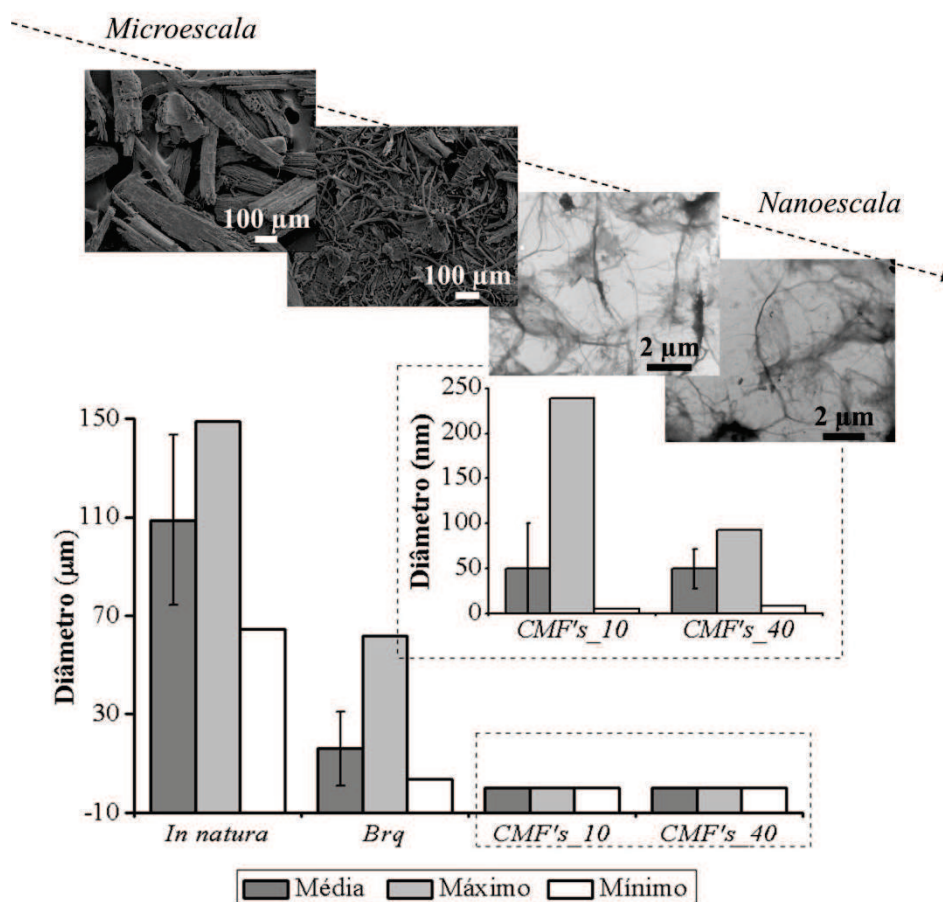 Microescala
100 µm
100 µm
Nanoescala
2 µm
2 µm
Diâmetro (nm)
250
200
150
100
50
0
CMF's_10 CMF's_40
Diâmetro (µm)
150
110
70
30
-10
In natura Brq CMF's_10 CMF's_40
Média Máximo Mínimo